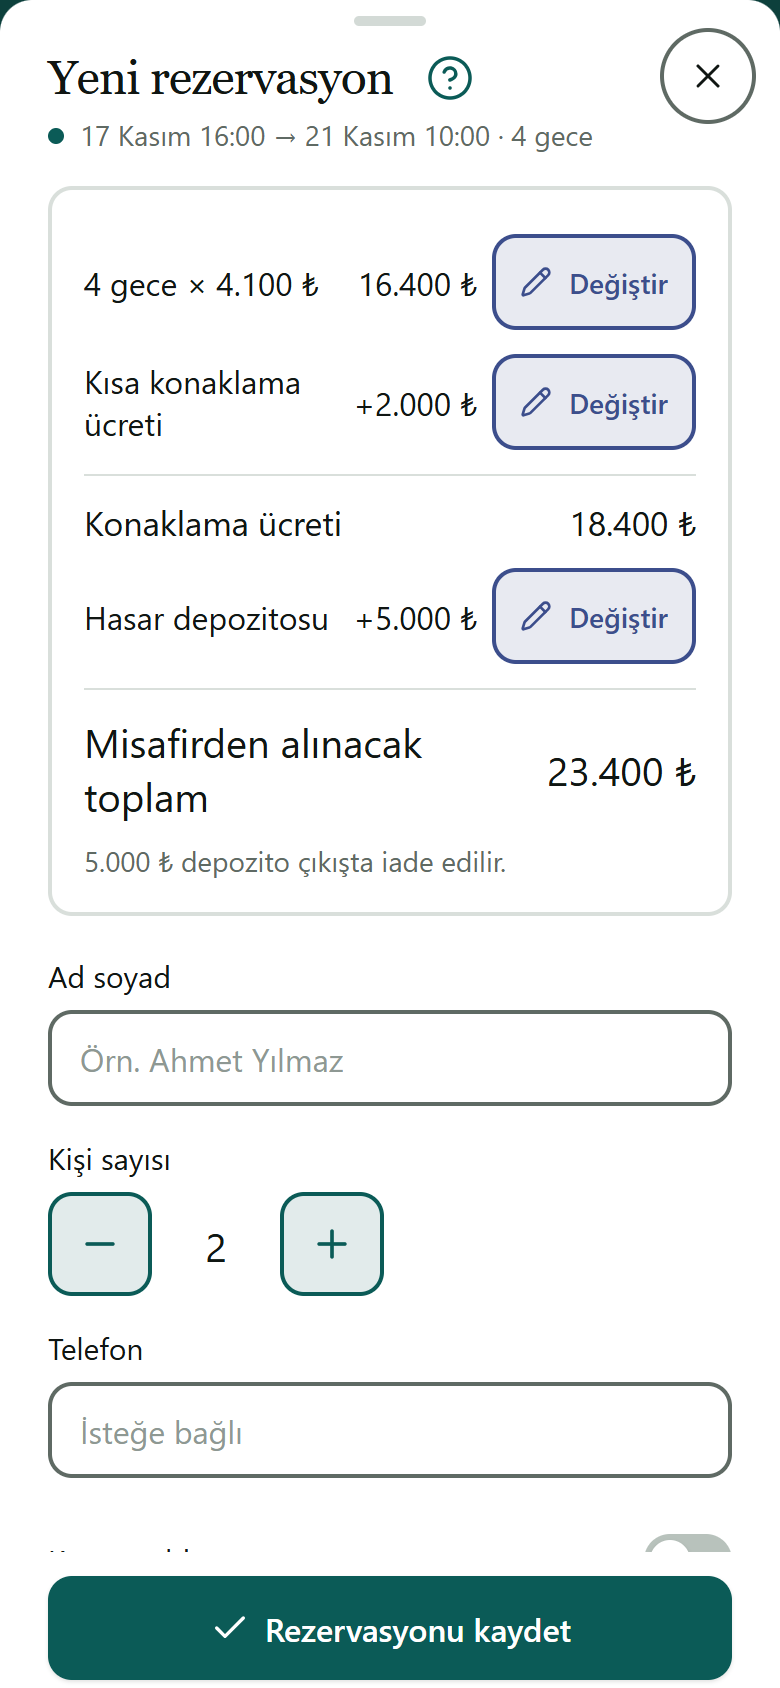 Yeni rezervasyon
17 Kasım 16:00 → 21 Kasım 10:00 · 4 gece
4 gece × 4.100 ₺ 16.400 ₺ Değiştir
Kısa konaklama
ücreti
+2.000 ₺ Değiştir
Konaklama ücreti 18.400 ₺
Hasar depozitosu +5.000 ₺ Değiştir
Misafirden alınacak
toplam
23.400 ₺
5.000 ₺ depozito çıkışta iade edilir.
Ad soyad
Örn. Ahmet Yılmaz
Kişi sayısı
2
Telefon
İsteğe bağlı
Rezervasyonu kaydet